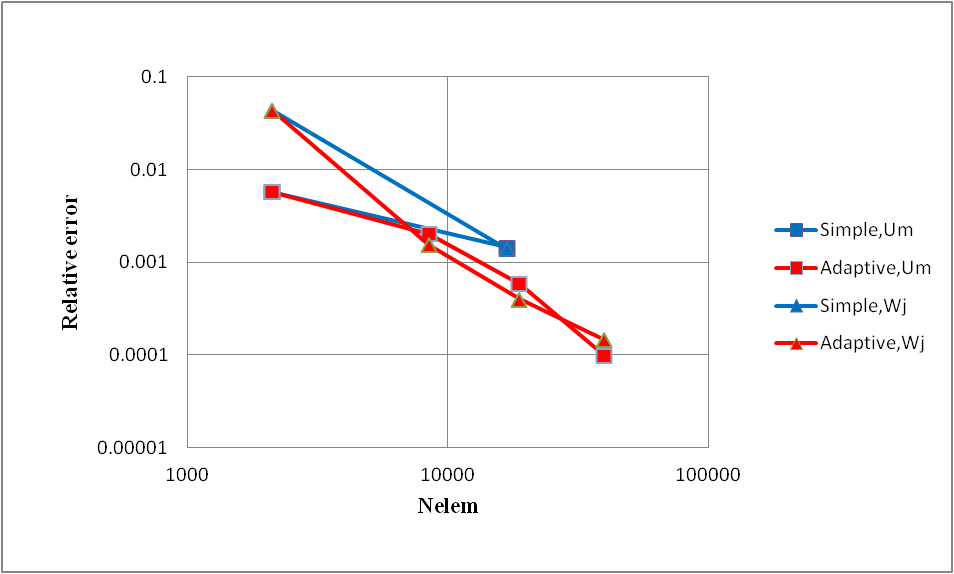 0.1
0.01
0.001
0.0001
0.00001
Relative error
1000
10000
100000
Nelem
Simple,Um
Adaptive,Um
Simple,Wj
Adaptive,Wj